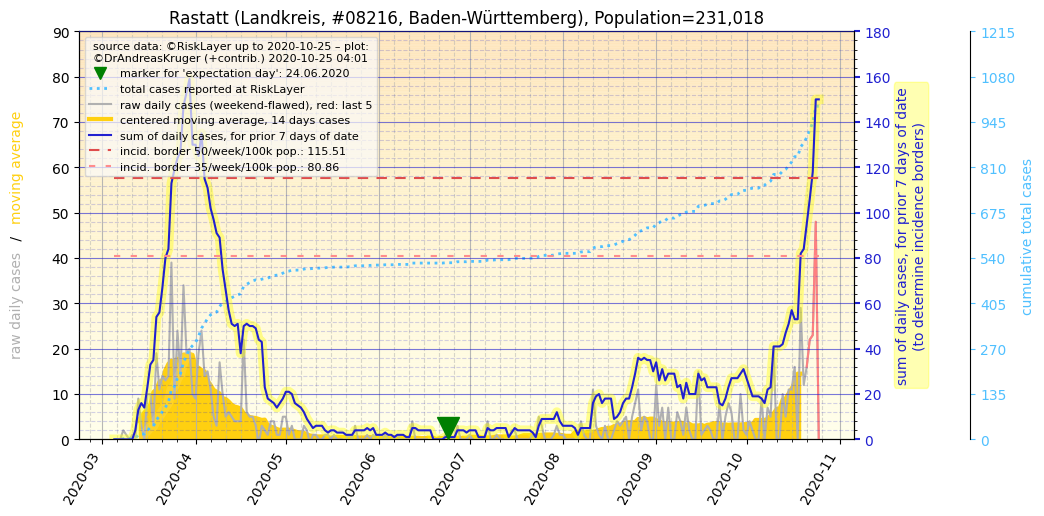 Rastatt (Landkreis, #08216, Baden-Württemberg), Population=231,018
source data: ©RiskLayer up to 2020-10-25 – plot:
©DrAndreasKruger (+contrib.) 2020-10-25 04:01
marker for 'expectation day': 24.06.2020
total cases reported at RiskLayer
raw daily cases (weekend-flawed), red: last 5
centered moving average, 14 days cases
sum of daily cases, for prior 7 days of date
incid. border 50/week/100k pop.: 115.51
incid. border 35/week/100k pop.: 80.86
raw daily cases / moving average
90
80
70
60
50
40
30
20
10
0
180
160
140
120
100
80
60
40
20
0
sum of daily cases, for prior 7 days of date
(to determine incidence borders)
1215
1080
945
810
675
540
405
270
135
0
cumulative total cases
2020-03
2020-04
2020-05
2020-06
2020-07
2020-08
2020-09
2020-10
2020-11